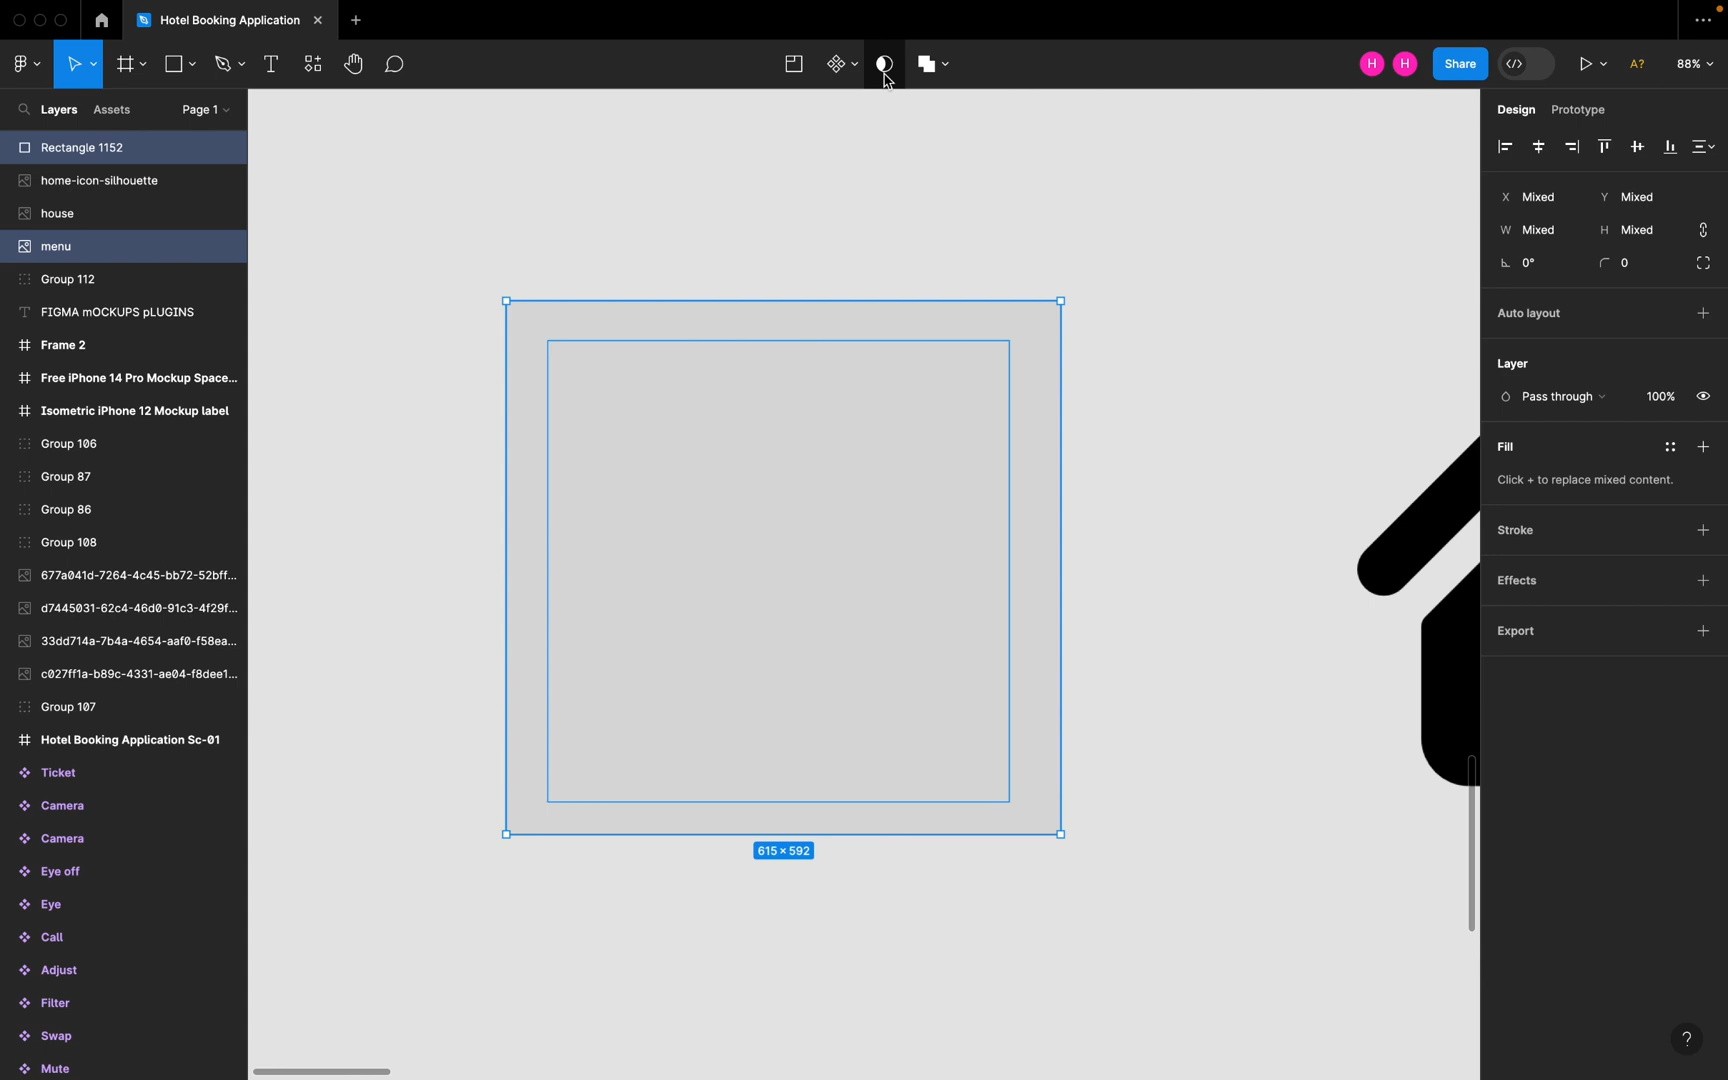 Hotel Booking Application
Share
A?
88%
Layers
Assets
Page 1
Rectangle 1152
home-icon-silhouette
house
menu
Group 112
FIGMA mOCKUPS pLUGINS
Frame 2
Free iPhone 14 Pro Mockup Space...
Isometric iPhone 12 Mockup label
Group 106
Group 87
Group 86
Group 108
677a041d-7264-4c45-bb72-52bff...
d7445031-62c4-46d0-91c3-4f29f...
33dd714a-7b4a-4654-aaf0-f58ea...
c027ff1a-b89c-4331-ae04-f8dee1...
Group 107
Hotel Booking Application Sc-01
Ticket
Camera
Camera
Eye off
Eye
Call
Adjust
Filter
Swap
Mute
615 × 592
H H
Design
Prototype
X Mixed Y Mixed
W Mixed H Mixed
0° 0
Auto layout
Layer
Pass through 100%
Fill
Click + to replace mixed content.
Stroke
Effects
Export
?